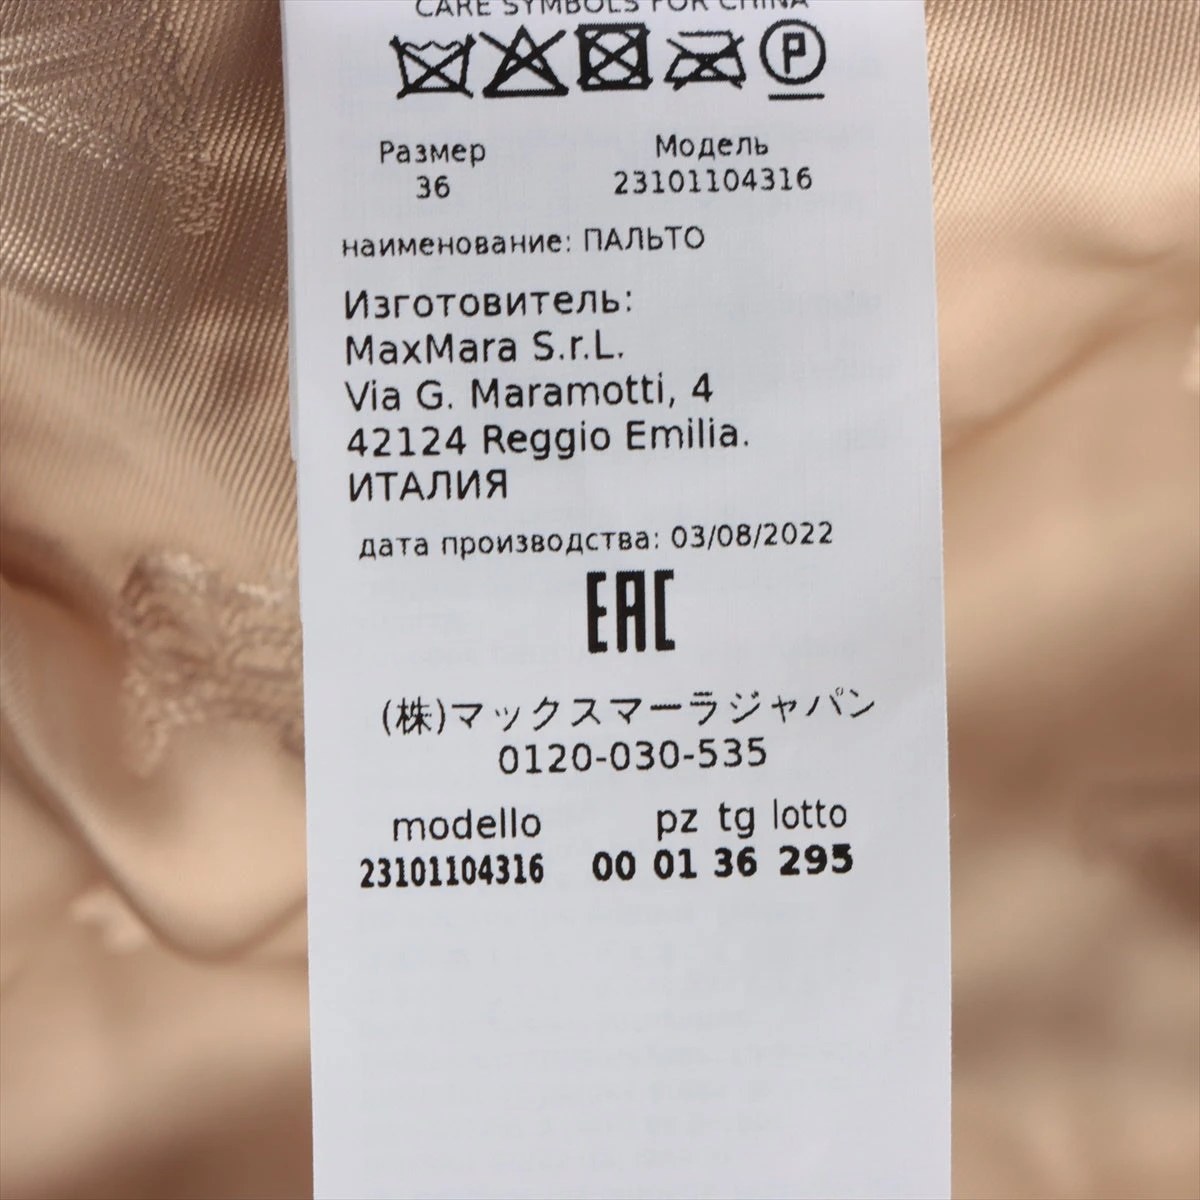 CARE SYMBOLS FOR CHINA
P
Размер Модель
36 23101104316
наименование: ПАЛЬТО
Изготовитель:
MaxMara S.r.L.
Via G. Maramotti, 4
42124 Reggio Emilia.
ИТАЛИЯ
дата производства: 03/08/2022
EAC
(株)マックスマーラジャパン
0120-030-535
modello pz tg lotto
23101104316 00 01 36 295